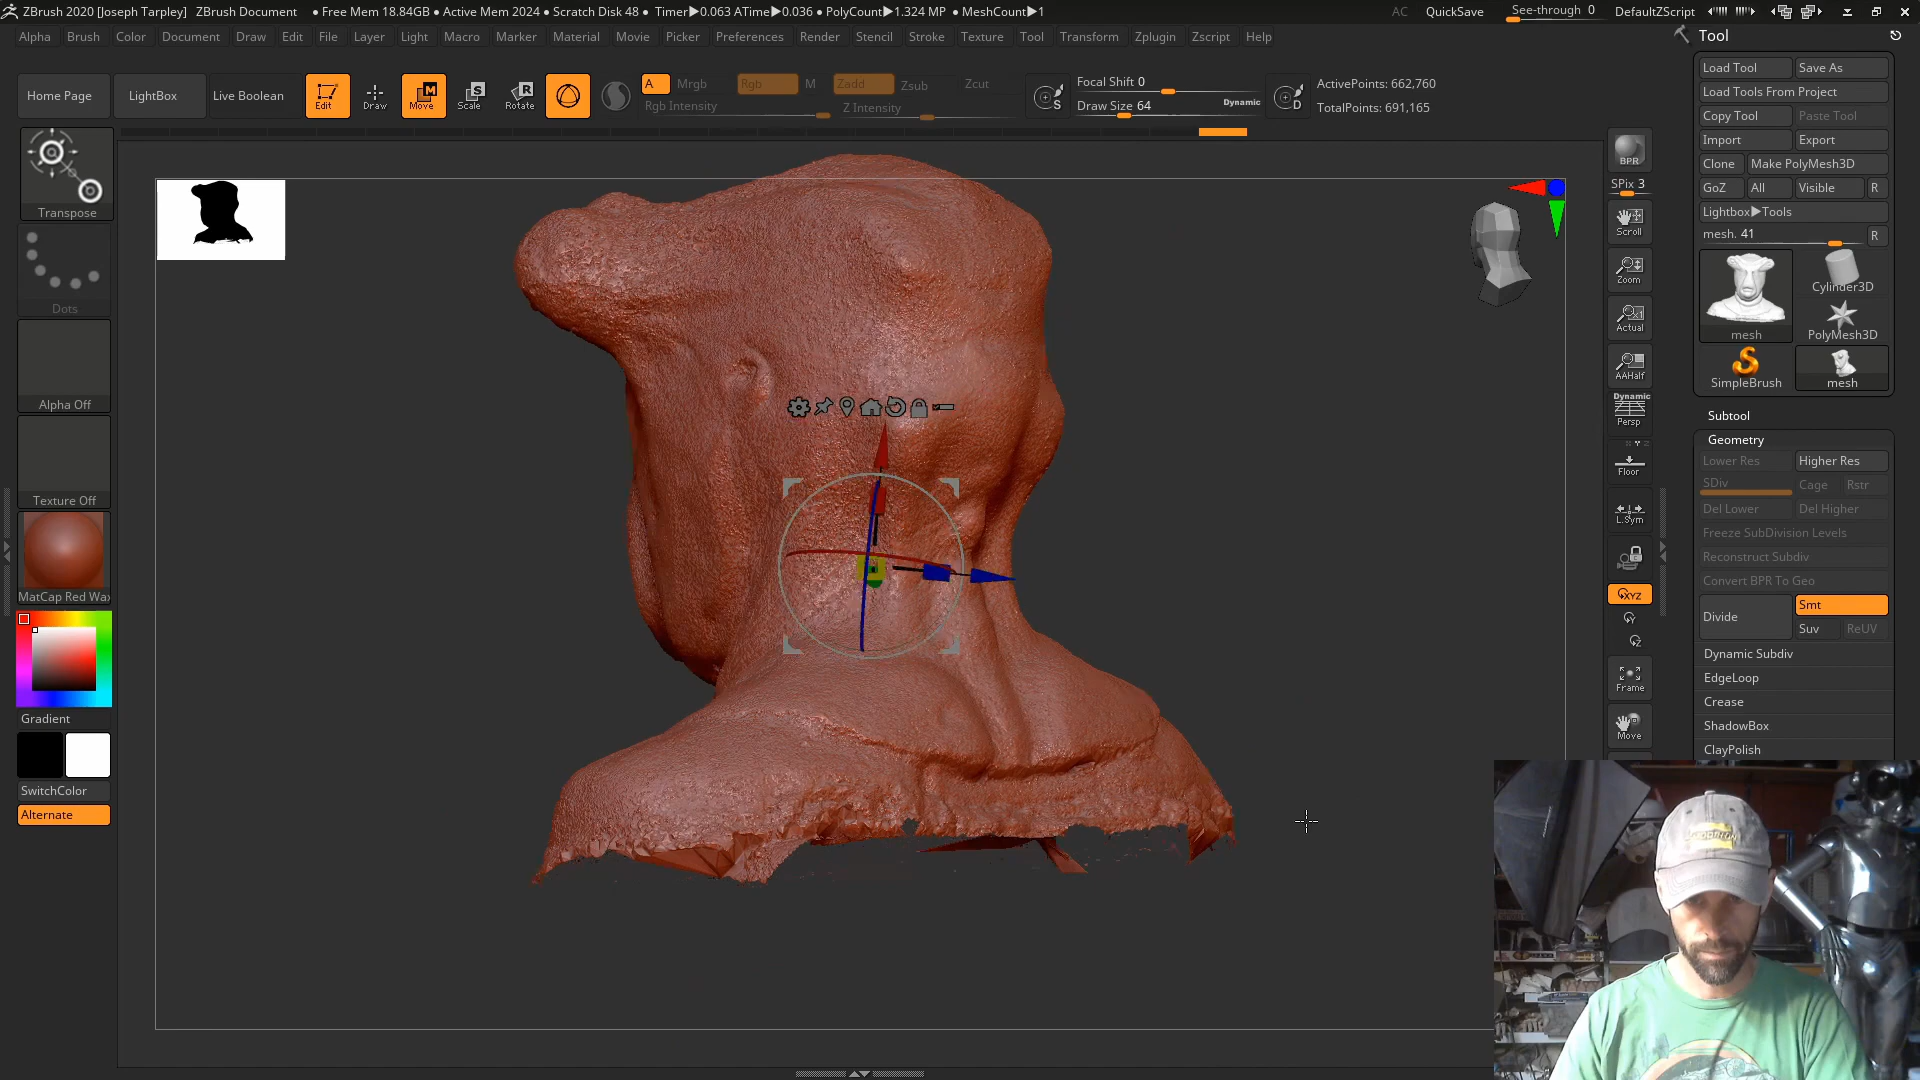 ZBrush 2020 [Joseph Tarpley] ZBrush Document • Free Mem 18.84GB • Active Mem 2024 • Scratch Disk 48 • Timer▶0.063 ATime▶0.036 • PolyCount▶1.324 MP • MeshCount▶1 AC QuickSave See-through 0 DefaultZScript
Alpha Brush Color Document Draw Edit File Layer Light Macro Marker Material Movie Picker Preferences Render Stencil Stroke Texture Tool Transform Zplugin Zscript Help
Home Page LightBox Live Boolean Edit Draw Move Scale Rotate
A Mrgb Rgb M Zadd Zsub Zcut
Rgb Intensity Z Intensity
Focal Shift 0
Draw Size 64 Dynamic
ActivePoints: 662,760
TotalPoints: 691,165
Transpose
Dots
Alpha Off
Texture Off
MatCap Red Wax
Gradient
SwitchColor
Alternate
BPR
SPix 3
Scroll
Zoom
Actual
AAHalf
Dynamic
Persp
Floor
L.Sym
XYZ
Frame
Move
Tool
Load Tool Save As
Load Tools From Project
Copy Tool Paste Tool
Import Export
Clone Make PolyMesh3D
GoZ All Visible R
Lightbox▶Tools
mesh. 41 R
mesh
Cylinder3D
PolyMesh3D
SimpleBrush
mesh
Subtool
Geometry
Lower Res Higher Res
SDiv Cage Rstr
Del Lower Del Higher
Freeze SubDivision Levels
Reconstruct Subdiv
Convert BPR To Geo
Divide Smt
Suv ReUV
Dynamic Subdiv
EdgeLoop
Crease
ShadowBox
ClayPolish